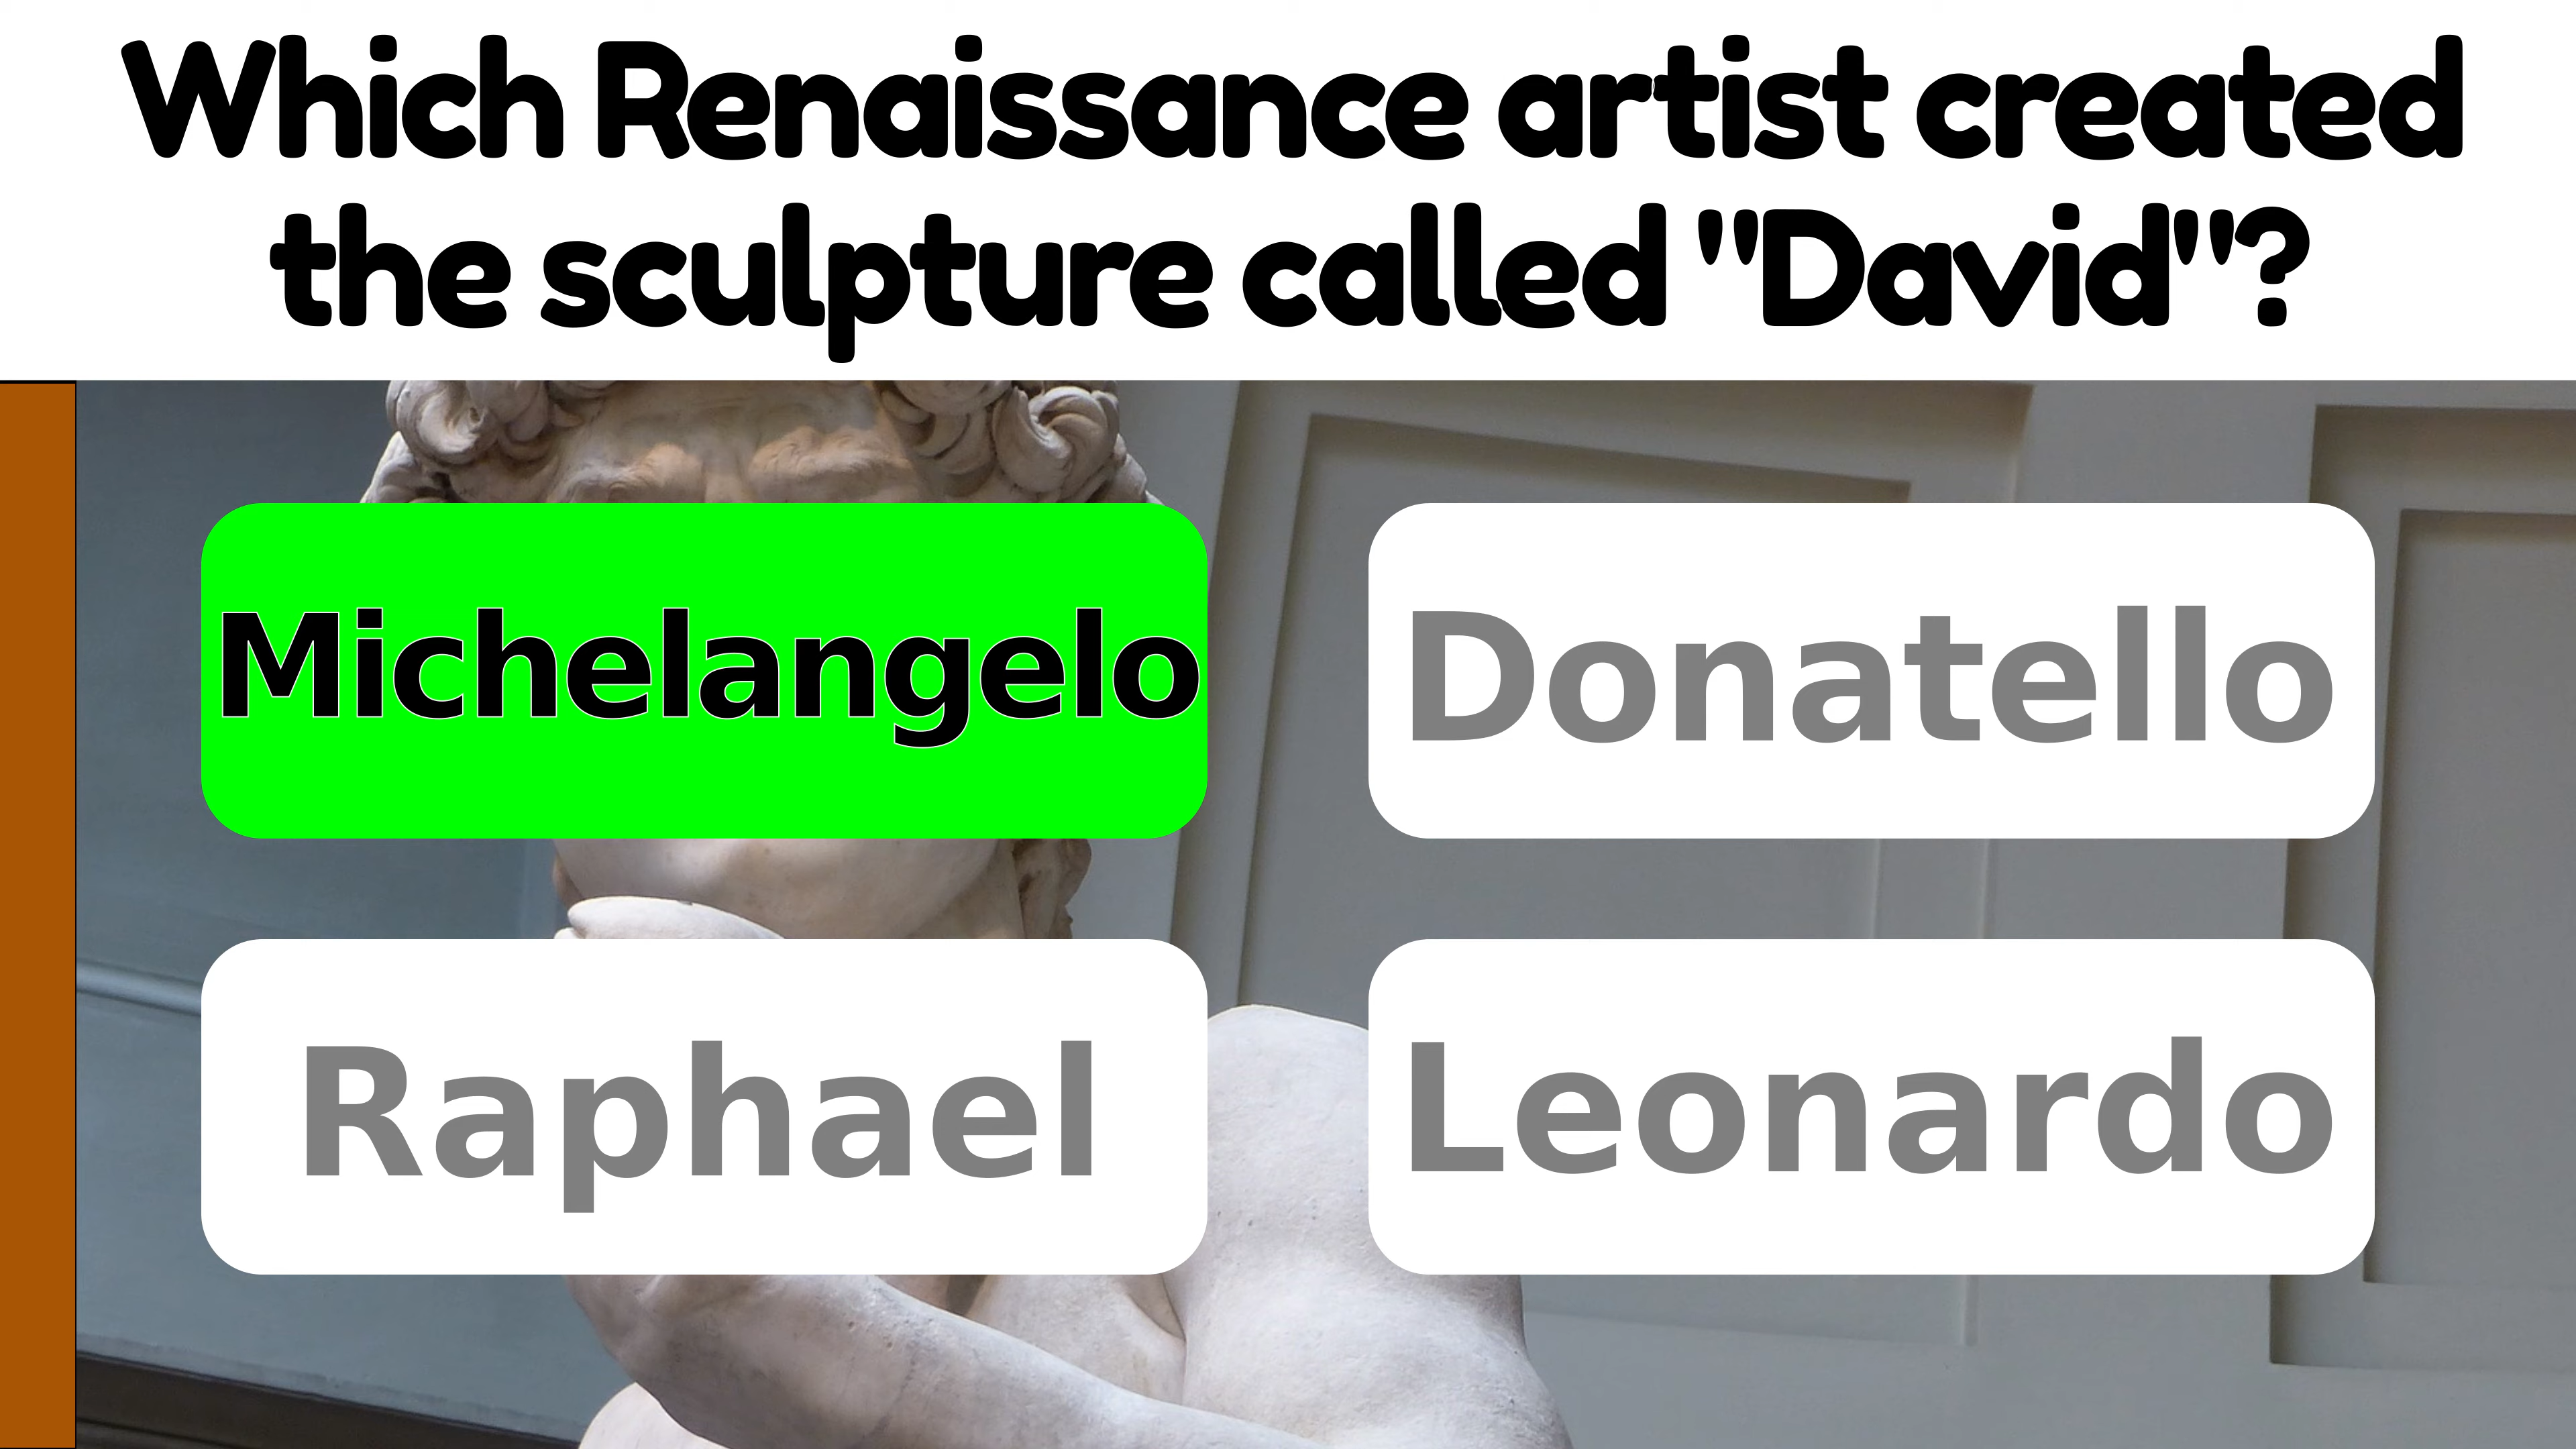 Which Renaissance artist created
the sculpture called "David"?
Michelangelo
Donatello
Raphael
Leonardo